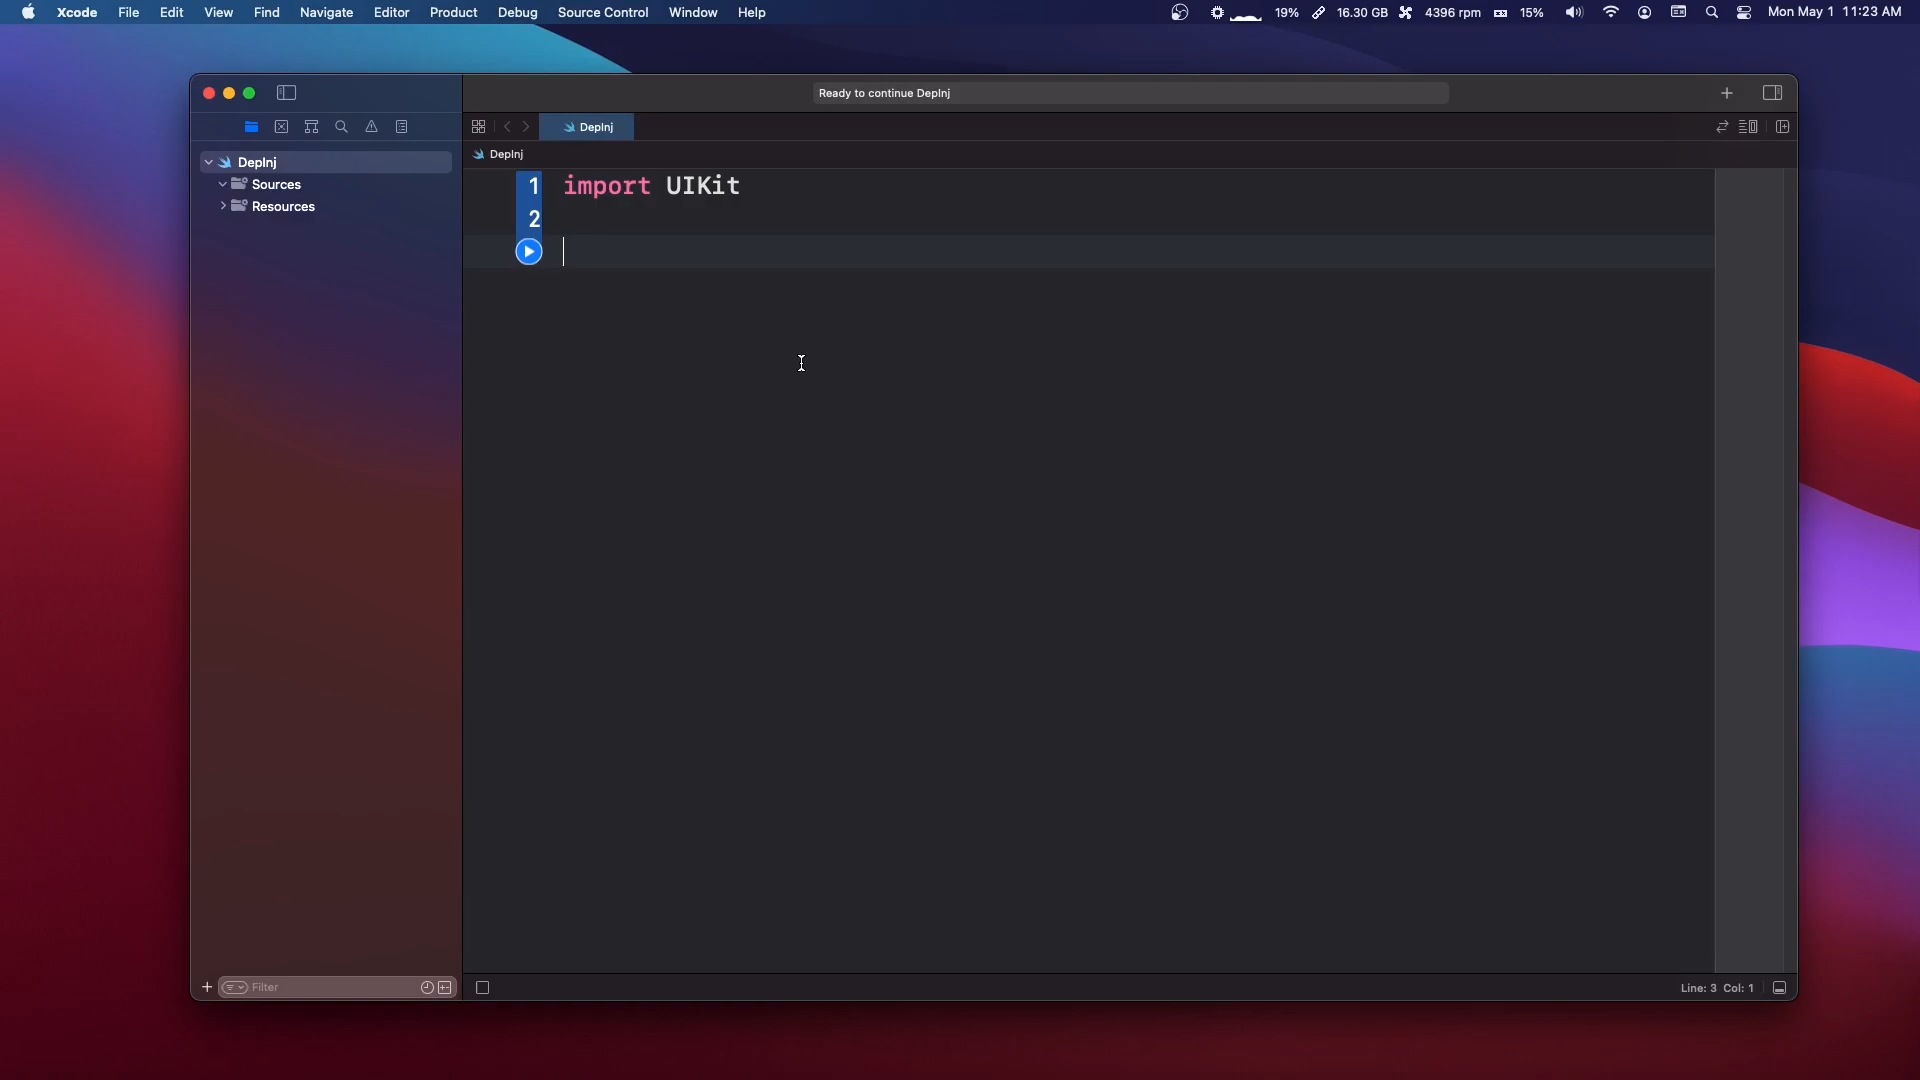 Xcode File Edit View Find Navigate Editor Product Debug Source Control Window Help 19% 16.30 GB 4396 rpm 15% Mon May 1 11:23 AM
Ready to continue DepInj
DepInj
DepInj
DepInj
Sources
Resources
1 import UIKit
2
Filter
Line: 3 Col: 1